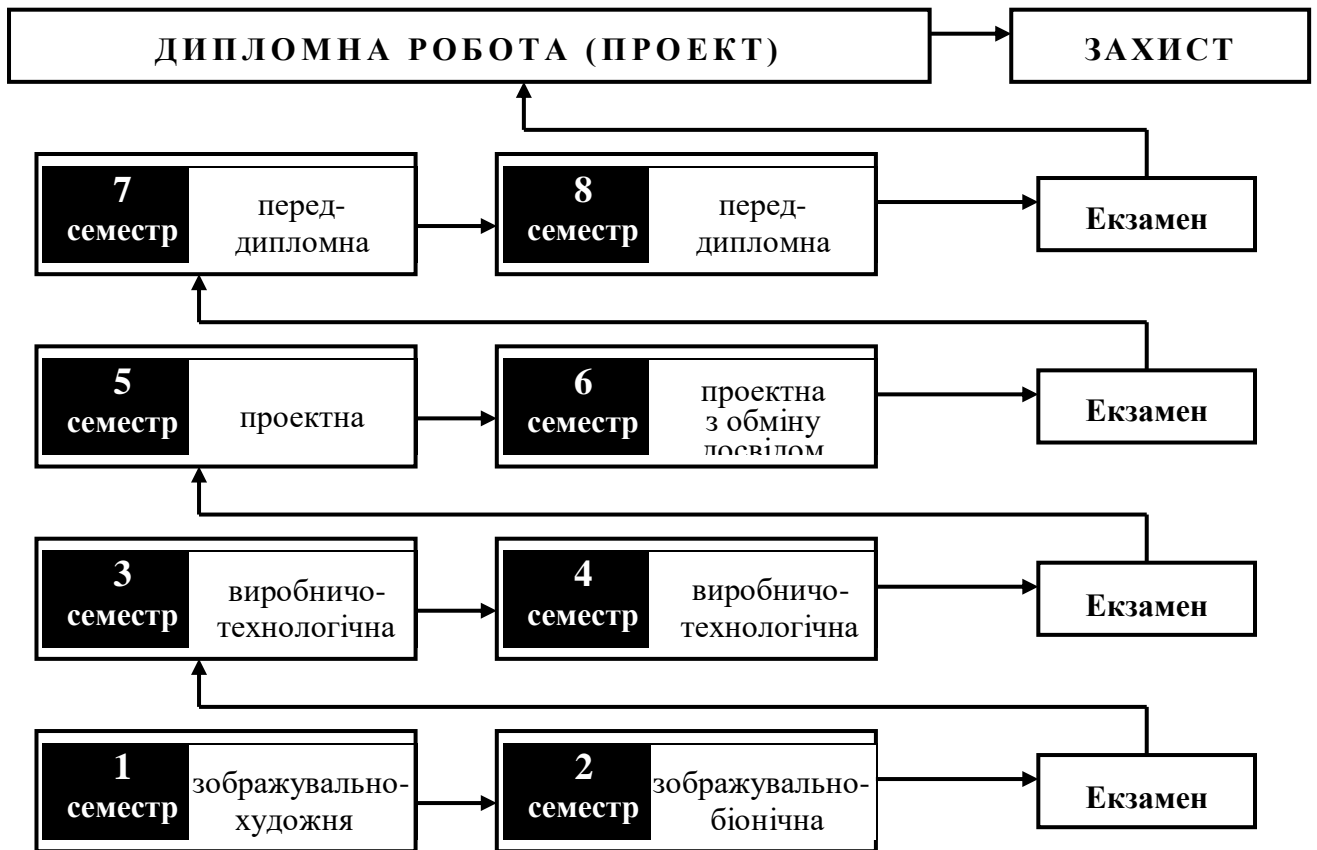 ДИПЛОМНА РОБОТА (ПРОЕКТ)
ЗАХИСТ
7
семестр
перед-
дипломна
8
семестр
перед-
дипломна
Екзамен
5
семестр
проектна
6
семестр
проектна
з обміну
досвідом
Екзамен
3
семестр
виробничо-
технологічна
4
семестр
виробничо-
технологічна
Екзамен
1
семестр
зображувально-
художня
2
семестр
зображувально-
біонічна
Екзамен